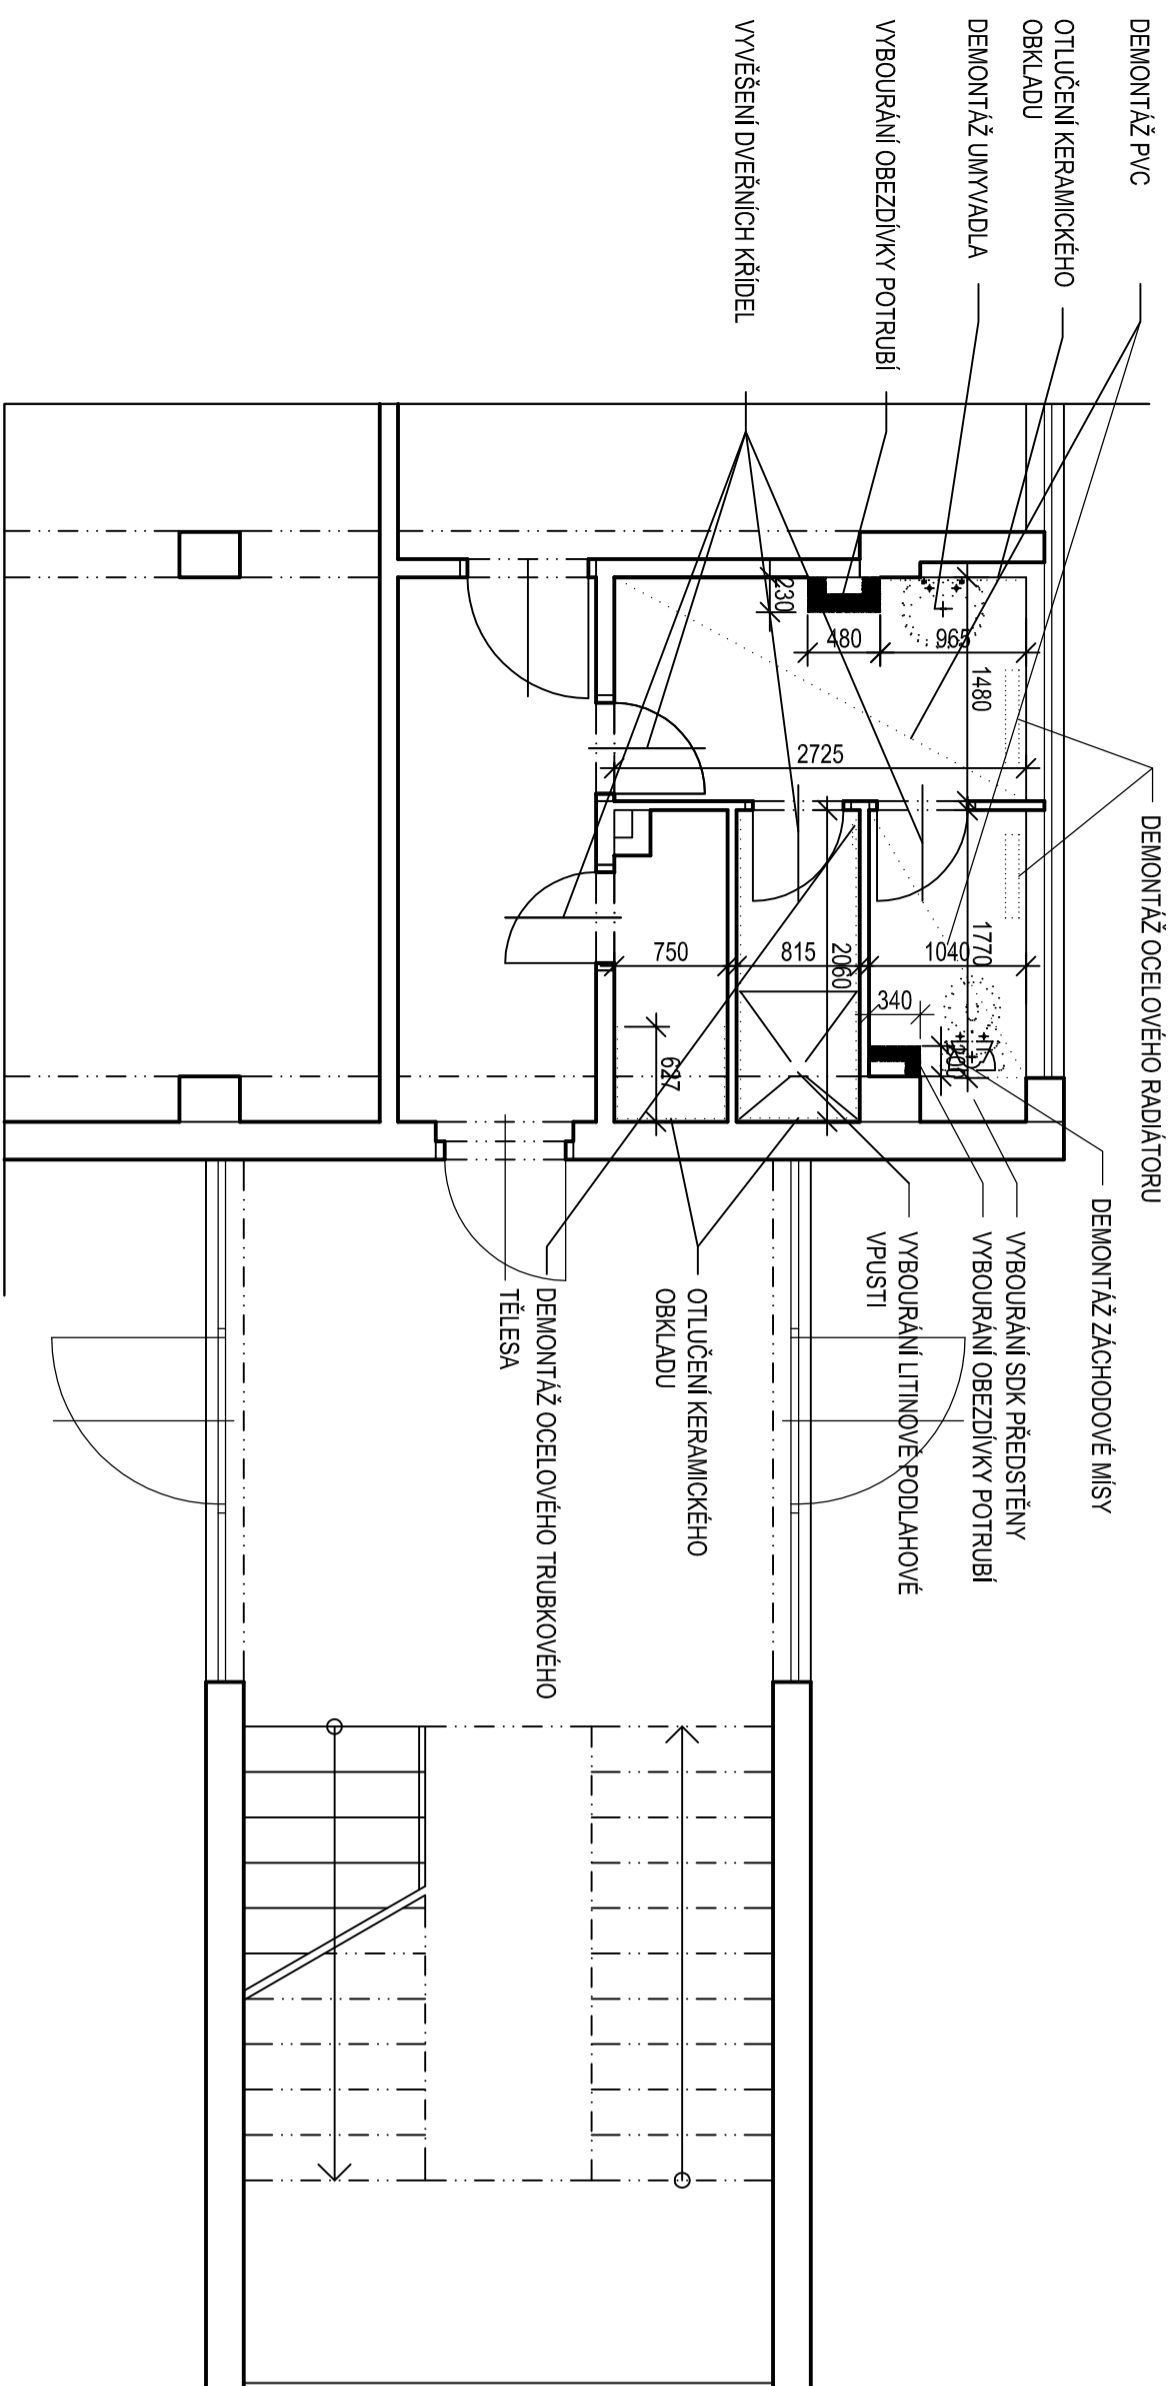 DEMONTÁŽ PVC
OTLUČENÍ KERAMICKÉHO
OBKLADU
DEMONTÁŽ UMYVADLA
VYBOURÁNÍ OBEZDÍVKY POTRUBÍ
VYVĚŠENÍ DVEŘNÍCH KŘÍDEL
DEMONTÁŽ OCELOVÉHO RADIÁTORU
DEMONTÁŽ ZÁCHODOVÉ MÍSY
VYBOURÁNÍ SDK PŘEDSTĚNY
VYBOURÁNÍ OBEZDÍVKY POTRUBÍ
VYBOURÁNÍ LITINOVÉ PODLAHOVÉ
VPUSTI
OTLUČENÍ KERAMICKÉHO
OBKLADU
DEMONTÁŽ OCELOVÉHO TRUBKOVÉHO
TĚLESA
230
480
965
1480
2725
750
815
2060
1040
1770
340
627